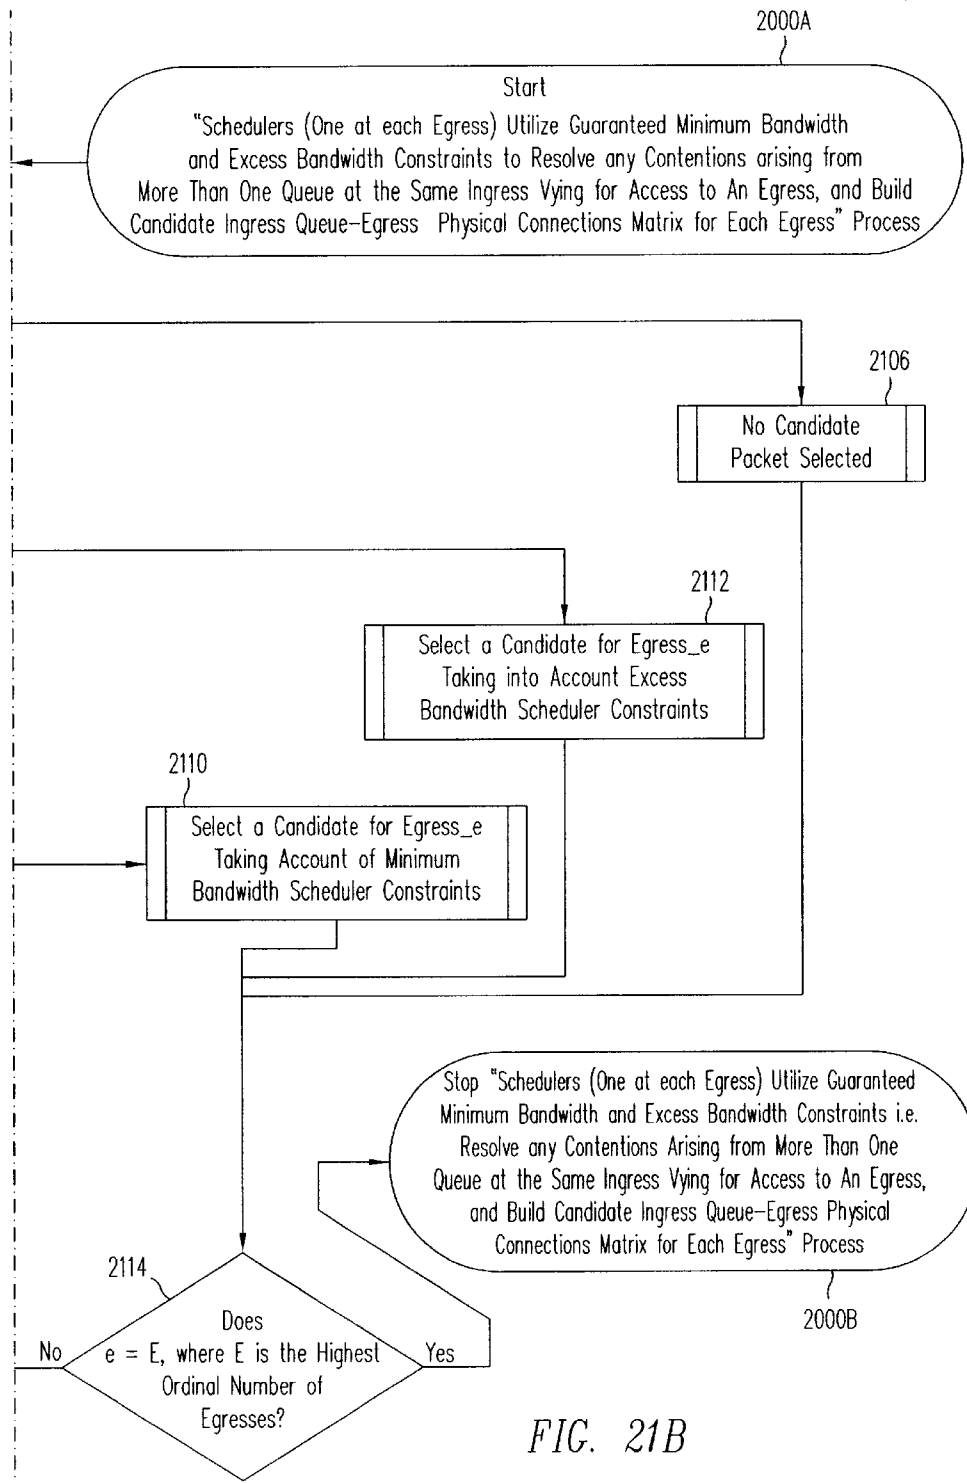 2000A
Start
"Schedulers (One at each Egress) Utilize Guaranteed Minimum Bandwidth
and Excess Bandwidth Constraints to Resolve any Contentions arising from
More Than One Queue at the Same Ingress Vying for Access to An Egress, and Build
Candidate Ingress Queue-Egress Physical Connections Matrix for Each Egress" Process
2106
No Candidate
Packet Selected
2112
Select a Candidate for Egress_e
Taking into Account Excess
Bandwidth Scheduler Constraints
2110
Select a Candidate for Egress_e
Taking Account of Minimum
Bandwidth Scheduler Constraints
Stop "Schedulers (One at each Egress) Utilize Guaranteed
Minimum Bandwidth and Excess Bandwidth Constraints i.e.
Resolve any Contentions Arising from More Than One
Queue at the Same Ingress Vying for Access to An Egress,
and Build Candidate Ingress Queue-Egress Physical
Connections Matrix for Each Egress" Process
2000B
2114
Does
e = E, where E is the Highest
Ordinal Number of
Egresses?
No
Yes
FIG. 21B